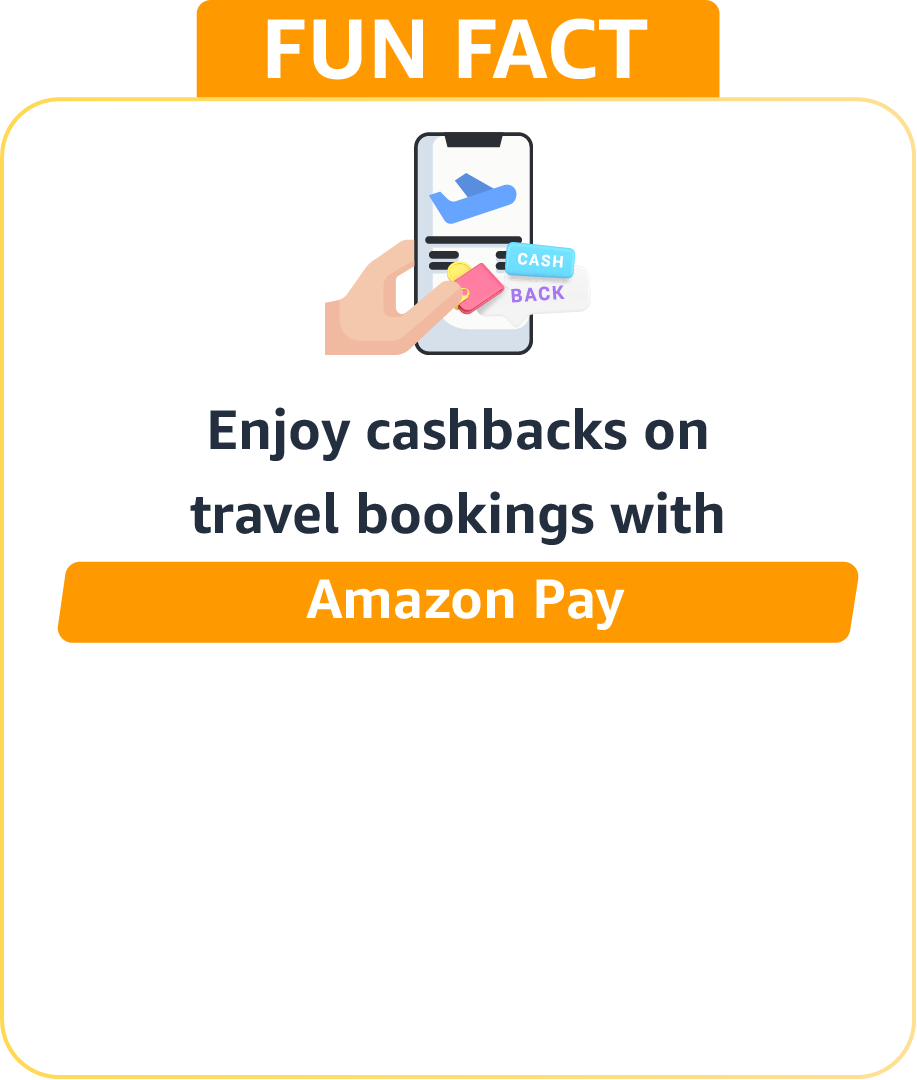 FUN FACT
CASH
BACK
Enjoy cashbacks on
travel bookings with
Amazon Pay